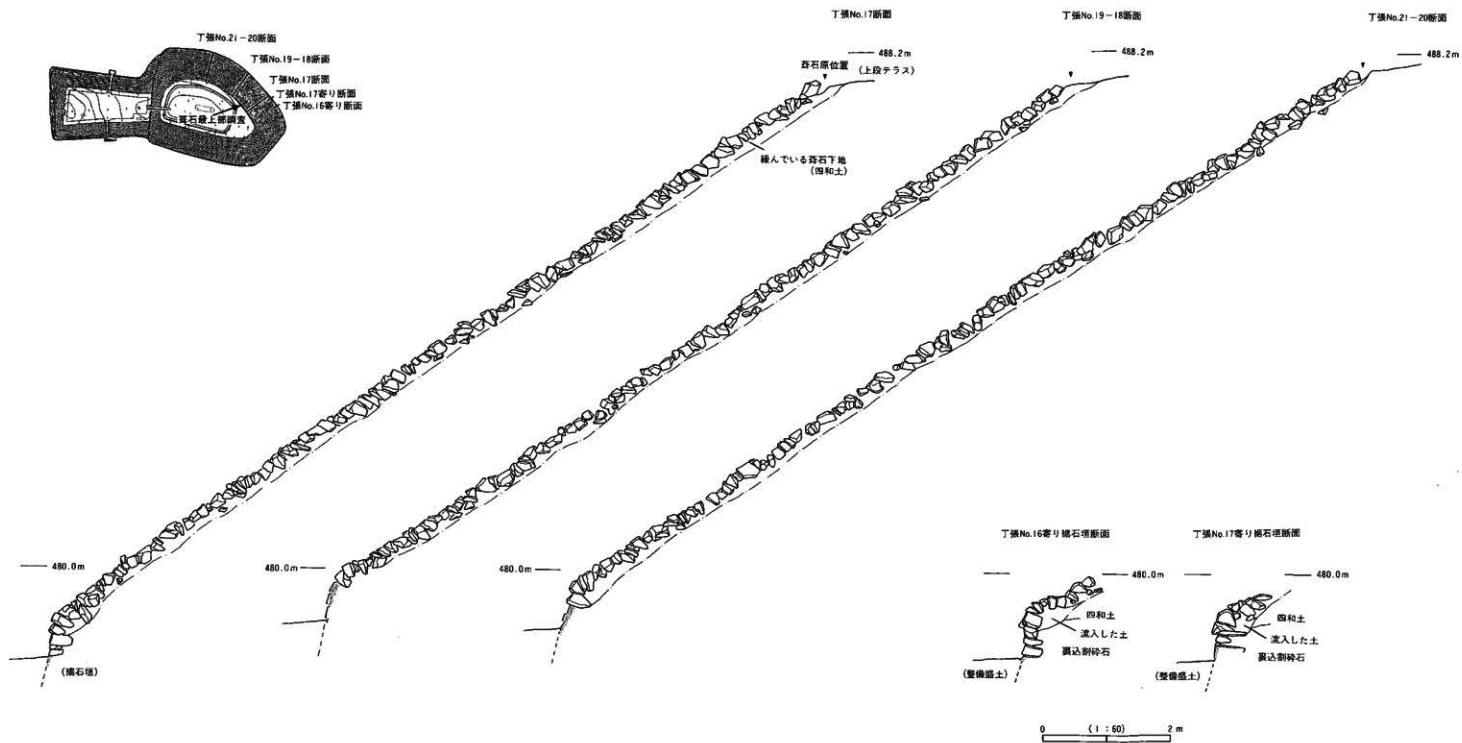 丁張No.21−20断面
丁張No.19−18断面
丁張No.17断面
丁張No.17寄り断面
丁張No.16寄り断面
葺石最上部調査
丁張No.17断面
488.2m
葺石原位置
(上段テラス)
緩んでいる葺石下地
(四和土)
480.0m
(裾石垣)
丁張No.19−18断面
488.2m
480.0m
丁張No.21−20断面
488.2m
480.0m
丁張No.16寄り裾石垣断面
480.0m
四和土
流入した土
裏込割砕石
(整備盛土)
丁張No.17寄り裾石垣断面
480.0m
四和土
流入した土
裏込割砕石
(整備盛土)
0 (1:60) 2m